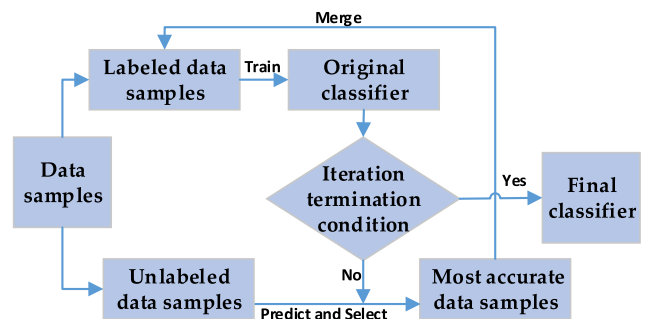 Merge
Labeled data
samples
Train
Original
classifier
Data
samples
Iteration
termination
condition
Yes
Final
classifier
No
Unlabeled
data samples
Predict and Select
Most accurate
data samples